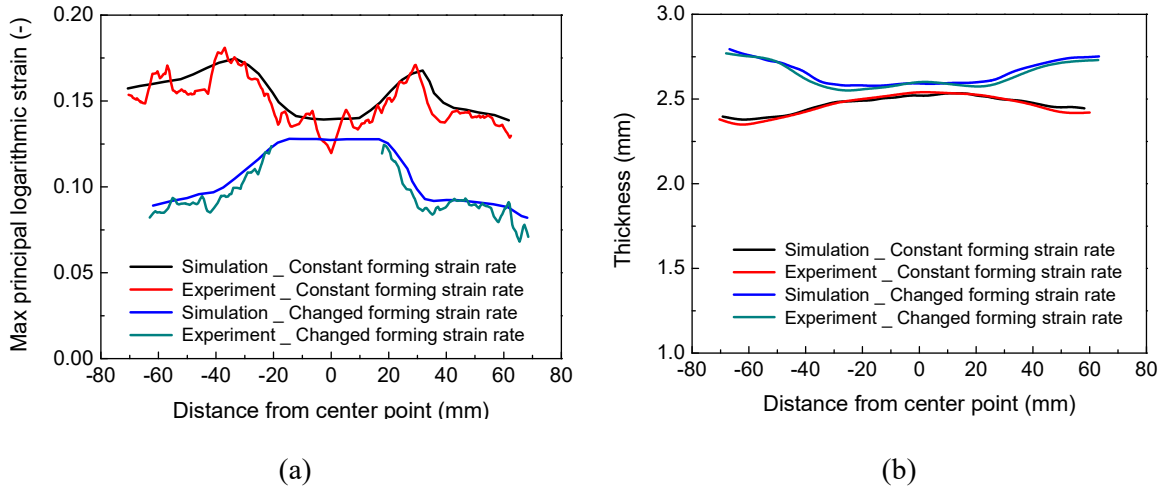 Max principal logarithmic strain (-)
0.20
0.15
0.10
0.05
0.00
Simulation _ Constant forming strain rate
Experiment _ Constant forming strain rate
Simulation _ Changed forming strain rate
Experiment _ Changed forming strain rate
-80 -60 -40 -20 0 20 40 60 80
Distance from center point (mm)
(a)
Thickness (mm)
3.0
2.5
2.0
1.5
1.0
Simulation _ Constant forming strain rate
Experiment _ Constant forming strain rate
Simulation _ Changed forming strain rate
Experiment _ Changed forming strain rate
-80 -60 -40 -20 0 20 40 60 80
Distance from center point (mm)
(b)